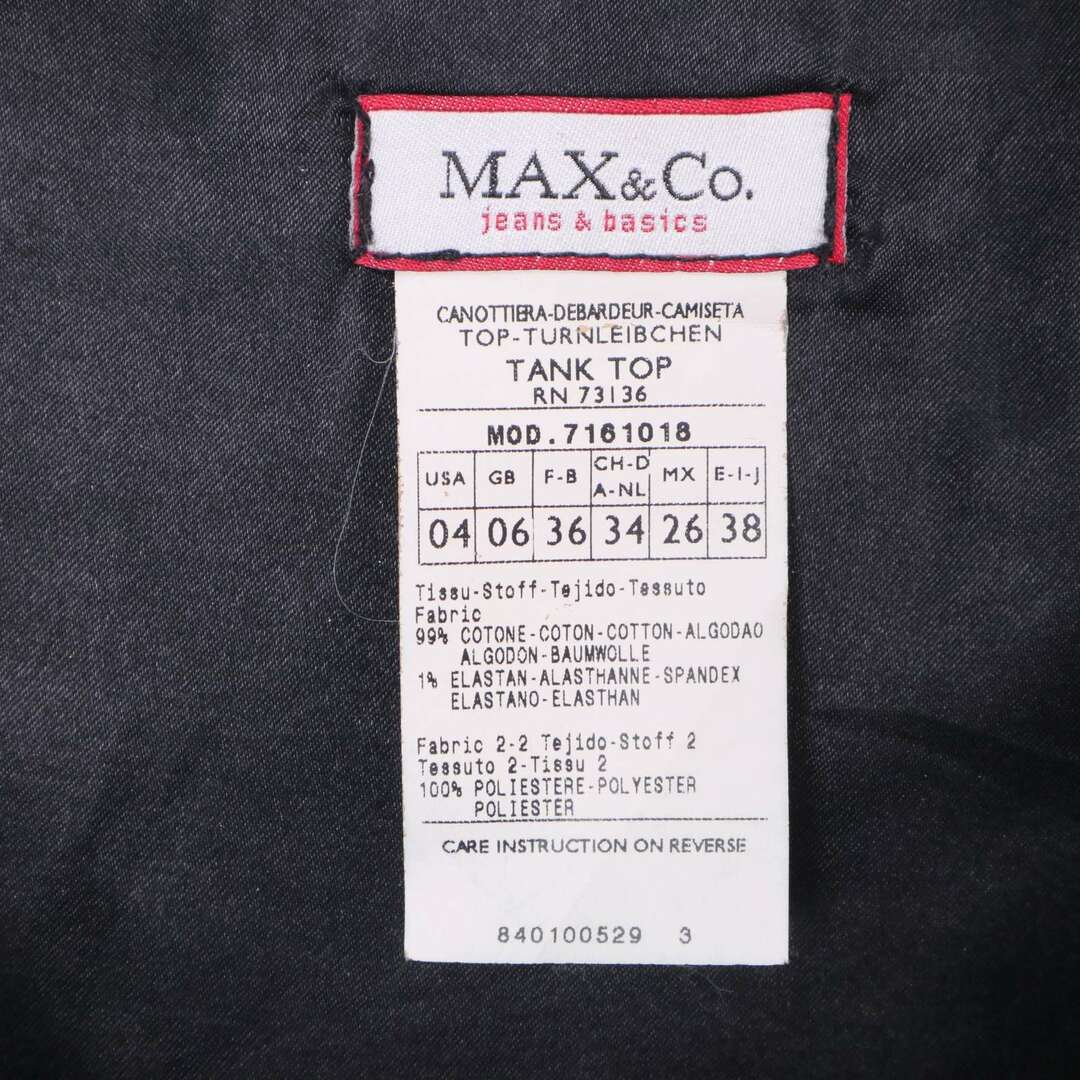 MAX&Co.
jeans & basics
CANOTTIERA-DEBARDEUR-CAMISETA
TOP-TURNLEIBCHEN
TANK TOP
RN 73136
MOD.7161018
USA GB F-B CH-D A-NL MX E-I-J
04 06 36 34 26 38
Tissu-Stoff-Tejido-Tessuto
Fabric
99% COTONE-COTON-COTTON-ALGODAO
ALGODON-BAUMWOLLE
1% ELASTAN-ALASTHANNE-SPANDEX
ELASTANO-ELASTHAN
Fabric 2-2 Tejido-Stoff 2
Tessuto 2-Tissu 2
100% POLIESTERE-POLYESTER
POLIESTER
CARE INSTRUCTION ON REVERSE
840100529 3